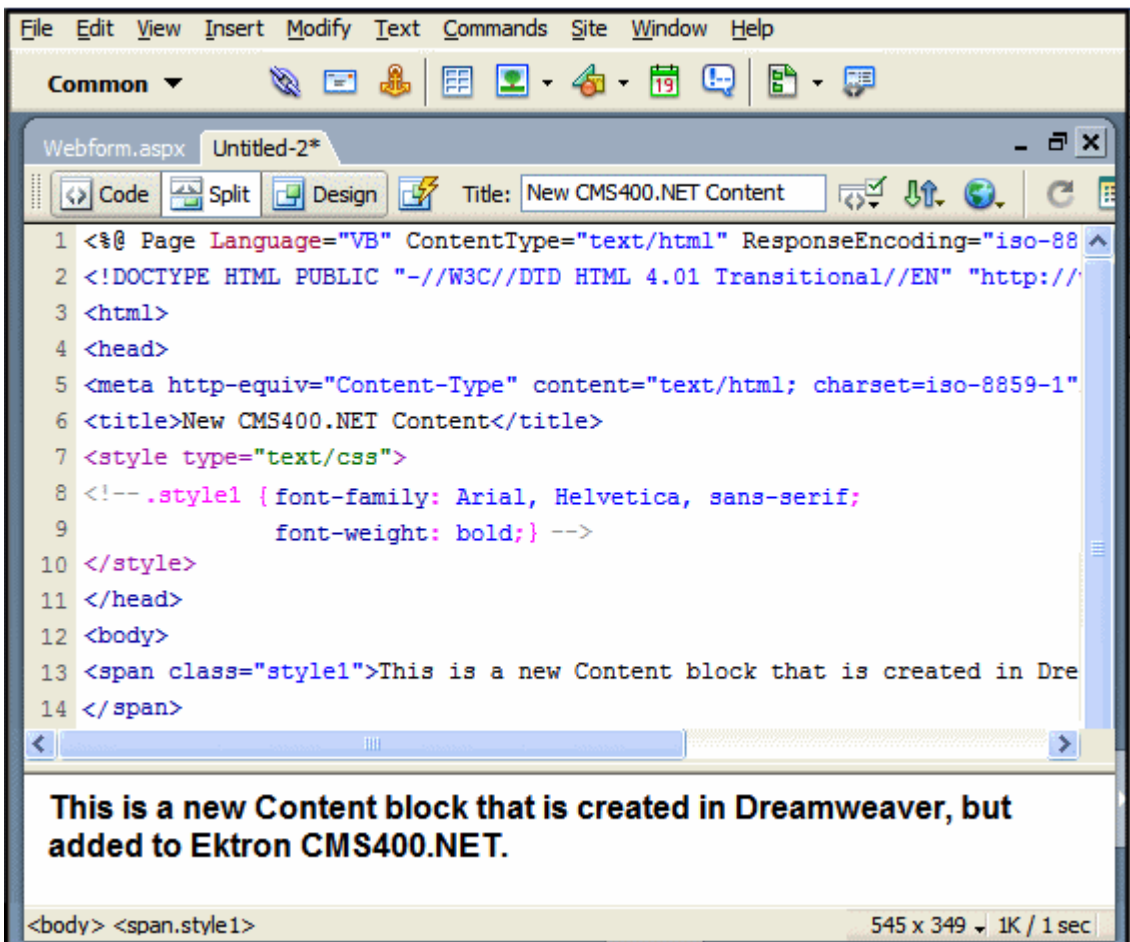 File Edit View Insert Modify Text Commands Site Window Help
Common
19
Webform.aspx Untitled-2*
Code Split Design Title: New CMS400.NET Content
1 <%@ Page Language="VB" ContentType="text/html" ResponseEncoding="iso-88
2 <!DOCTYPE HTML PUBLIC "-//W3C//DTD HTML 4.01 Transitional//EN" "http://
3 <html>
4 <head>
5 <meta http-equiv="Content-Type" content="text/html; charset=iso-8859-1"
6 <title>New CMS400.NET Content</title>
7 <style type="text/css">
8 <!-- .style1 { font-family: Arial, Helvetica, sans-serif;
9 font-weight: bold;} -->
10 </style>
11 </head>
12 <body>
13 <span class="style1">This is a new Content block that is created in Dre
14 </span>
This is a new Content block that is created in Dreamweaver, but
added to Ektron CMS400.NET.
<body> <span.style1> 545 x 349 1K / 1 sec